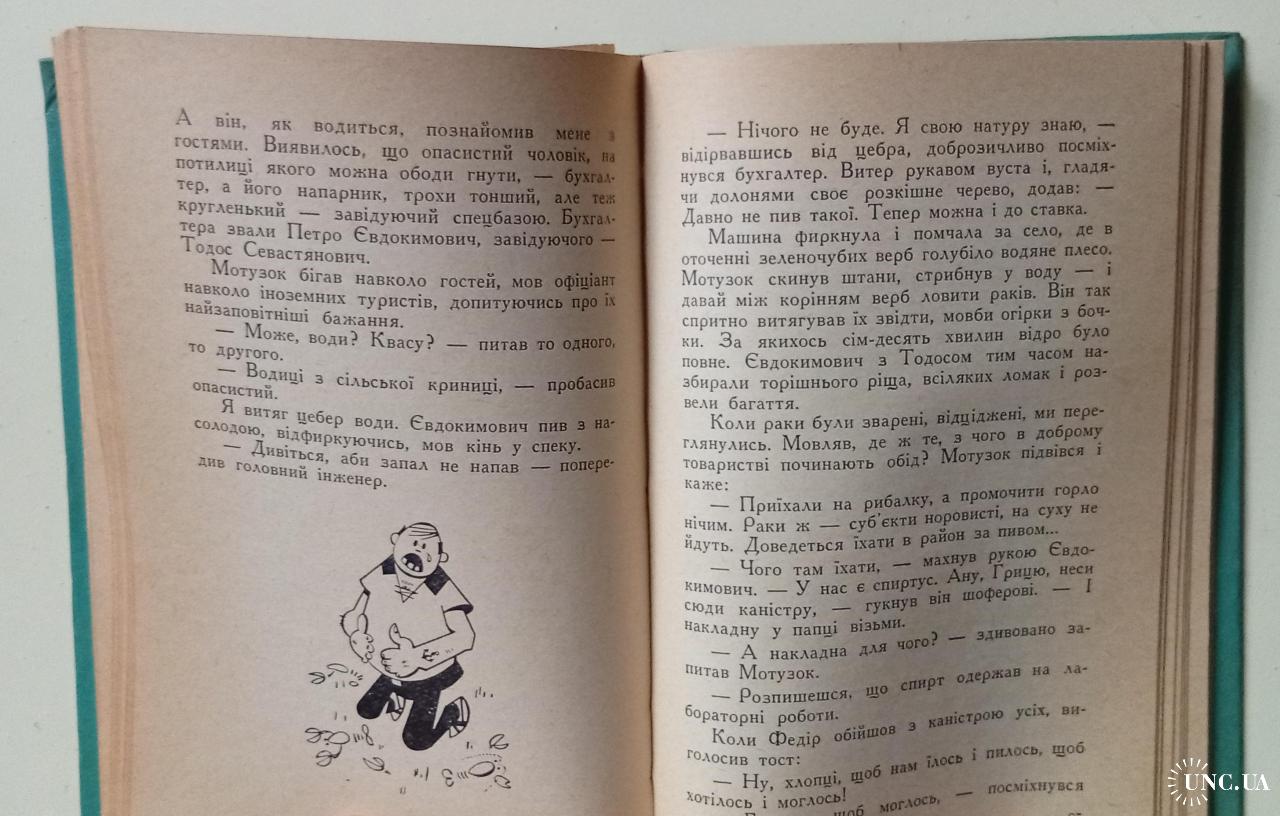 А він, як водиться, познайомив мене з
гостями. Виявилось, що опасистий чоловік, на
потилиці якого можна ободи гнути, — бухгал-
тер, а його напарник, трохи тонший, але теж
кругленький — завідуючий спецбазою. Бухгал-
тера звали Петро Євдокимович, завідуючого —
Тодос Севастянович.
Мотузок бігав навколо гостей, мов офіціант
навколо іноземних туристів, допитуючись про їх
найзаповітніші бажання.
— Може, води? Квасу? — питав то одного,
то другого.
— Водиці з сільської криниці, — пробасив
опасистий.
Я витяг цебер води. Євдокимович пив з на-
солодою, відфиркуючись, мов кінь у спеку.
— Дивіться, аби запал не напав — попере-
див головний інженер.
— Нічого не буде. Я свою натуру знаю, —
відірвавшись від цебра, доброзичливо посміх-
нувся бухгалтер. Витер рукавом вуста і, гладя-
чи долонями своє розкішне черево, додав: —
Давно не пив такої. Тепер можна і до ставка.
Машина фиркнула і помчала за село, де в
оточенні зеленочубих верб голубіло водяне плесо.
Мотузок скинув штани, стрибнув у воду — і
давай між корінням верб ловити раків. Він так
спритно витягував їх звідти, мовби огірки з боч-
ки. За якихось сім-десять хвилин відро було
повне. Євдокимович з Тодосом тим часом на-
збирали торішнього ріща, всіляких ломак і роз-
вели багаття.
Коли раки були зварені, відціджені, ми пере-
глянулись. Мовляв, де ж те, з чого в доброму
товаристві починають обід? Мотузок підвівся і
каже:
— Приїхали на рибалку, а промочити горло
нічим. Раки ж — суб'єкти норовисті, на суху не
йдуть. Доведеться їхати в район за пивом...
— Чого там їхати, — махнув рукою Євдо-
кимович. — У нас є спиртус. Ану, Грицю, неси
сюди каністру, — гукнув він шоферові. — І
накладну у папці візьми.
— А накладна для чого? — здивовано за-
питав Мотузок.
— Розпишешся, що спирт одержав на ла-
бораторні роботи.
Коли Федір обійшов з каністрою усіх, ви-
голосив тост:
— Ну, хлопці, щоб нам їлось і пилось, щоб
хотілось і моглось!
щоб моглось, — посміхнувся
UNC.UA